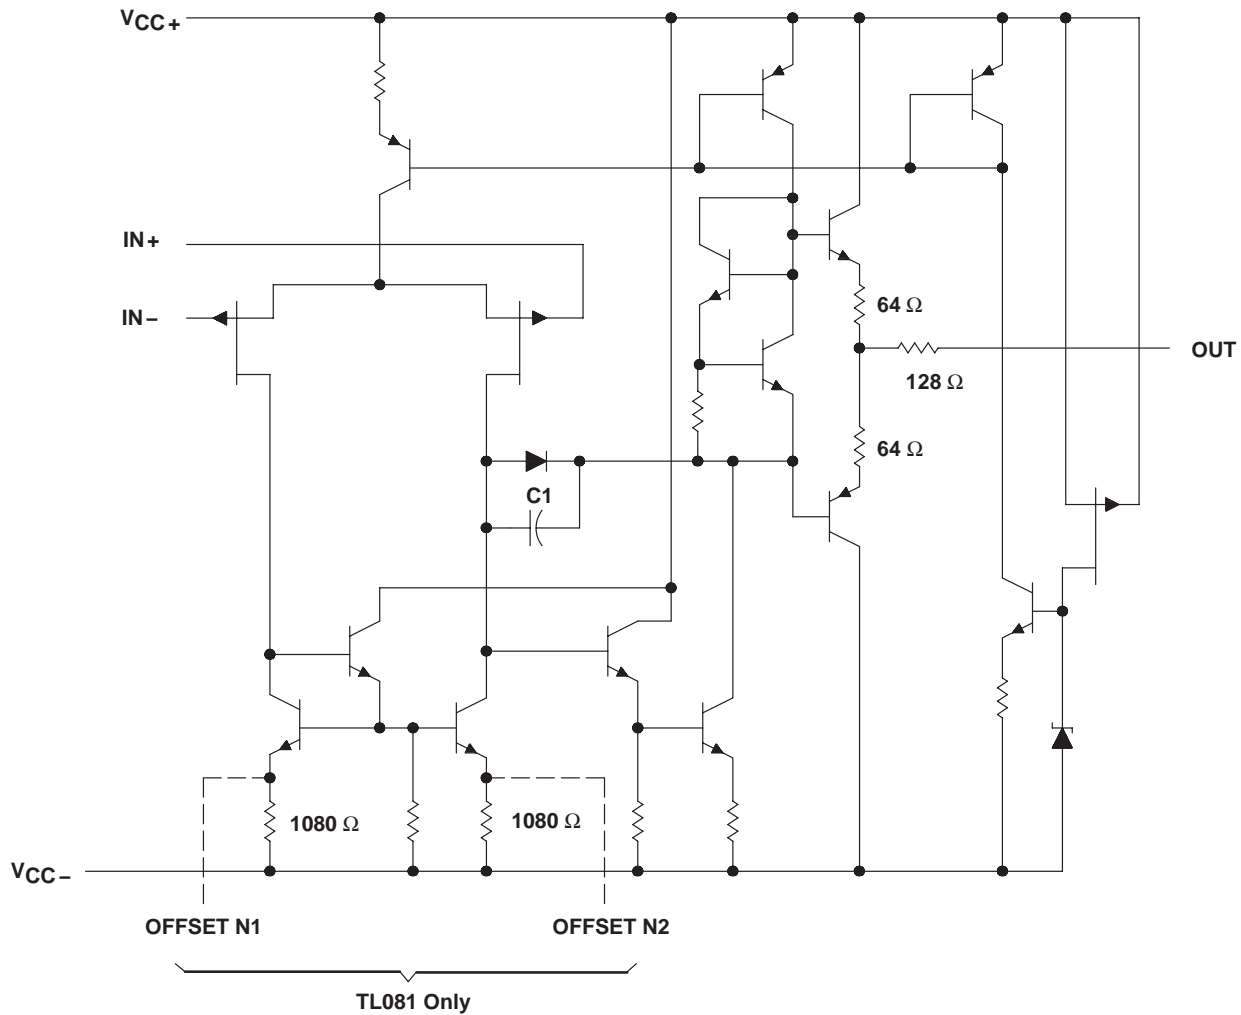 VCC+
IN+
IN−
64 Ω
OUT
128 Ω
64 Ω
C1
1080 Ω
1080 Ω
VCC−
OFFSET N1
OFFSET N2
TL081 Only